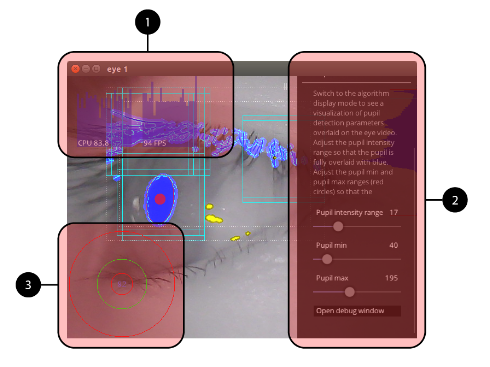 1
eye 1
CPU 83.8
94 FPS
Switch to the algorithm
display mode to see a
visualization of pupil
detection parameters
overlaid on the eye video.
Adjust the pupil intensity
range so that the pupil is
fully overlaid with blue.
Adjust the pupil min and
pupil max ranges (red
circles) so that the
Pupil intensity range 17
Pupil min 40
Pupil max 195
Open debug window
2
3